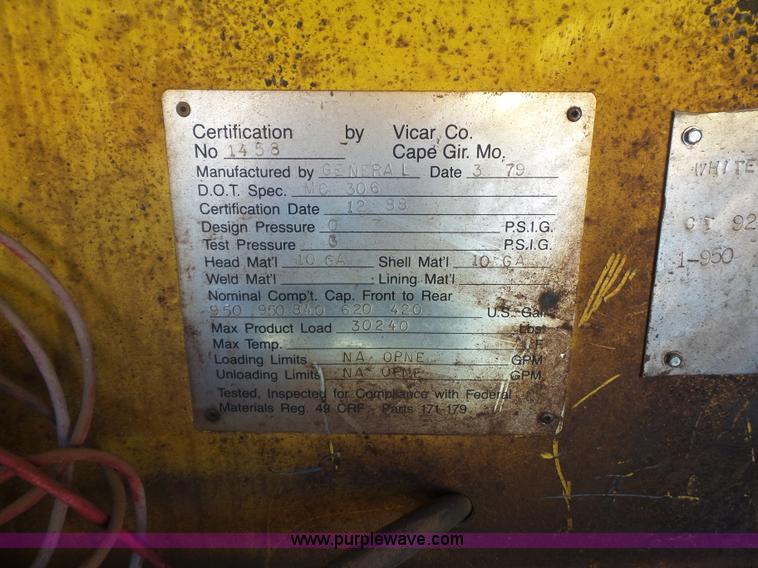 Certification by Vicar, Co.
No 1458 Cape Gir. Mo.
Manufactured by GENERAL Date 3 79
D.O.T. Spec. MC 306
Certification Date 12 88
Design Pressure 0 P.S.I.G.
Test Pressure 3 P.S.I.G.
Head Mat'l 10 GA Shell Mat'l 10 GA
Weld Mat'l Lining Mat'l
Nominal Comp't. Cap. Front to Rear
950 950 840 620 420 U.S. Gal.
Max Product Load 30240 Lbs.
Max Temp. F
Loading Limits NA OPNE GPM
Unloading Limits NA OPNE GPM
Tested, Inspected for Compliance with Federal
Materials Reg. 49 CRF - Parts 171-179
WHITE
CT 92
1-950
www.purplewave.com